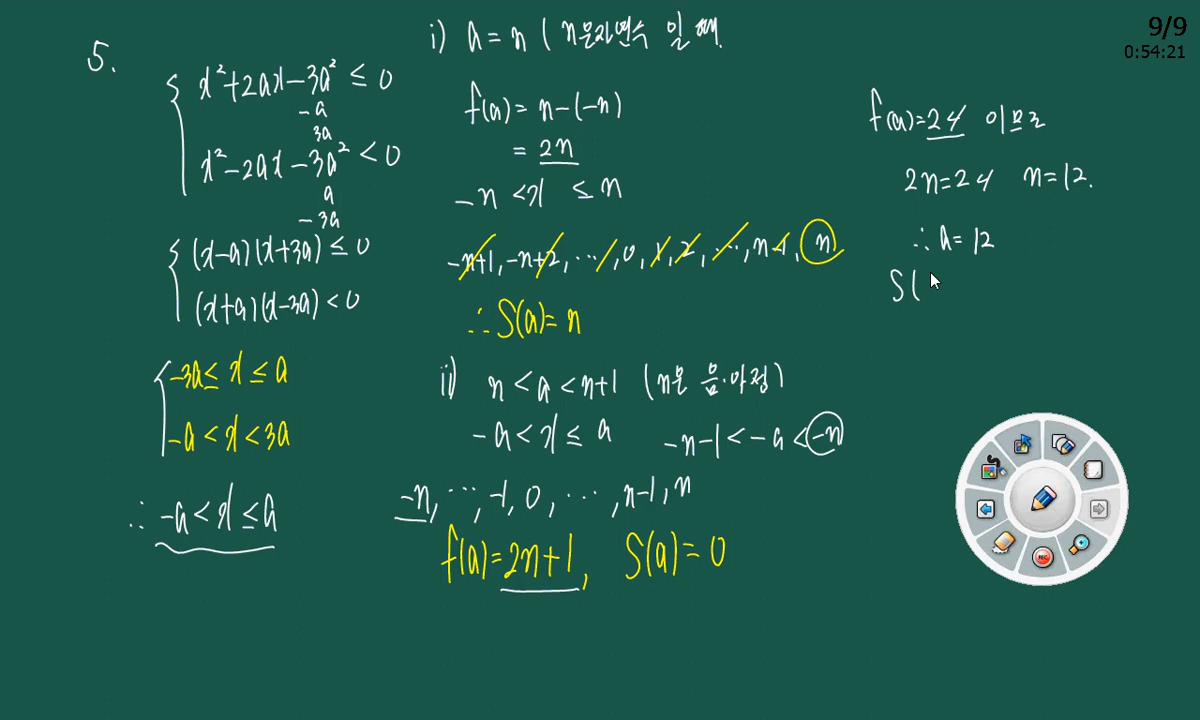 9/9
0:54:21
5.
x²+2ax-3a² ≤ 0
-a
3a
x²-2ax-3a² < 0
a
-3a
(x-a)(x+3a) ≤ 0
(x+a)(x-3a) < 0
-3a ≤ x ≤ a
-a < x < 3a
∴ -a < x ≤ a
i) a = n ( n은자연수 일 때.
f(a) = n-(-n)
= 2n
-n < x ≤ n
-n+1, -n+2, ⋯, 0, 1, 2, ⋯, n-1, n
∴ S(a) = n
ii) n < a < n+1 (n은 음·아정)
-a < x ≤ a -n-1 < -a < -n
-n, ⋯, -1, 0, ⋯, n-1, n
f(a) = 2n+1, S(a) = 0
f(a)=24 이므로
2n=24 n=12.
∴ a = 12
S(
REC